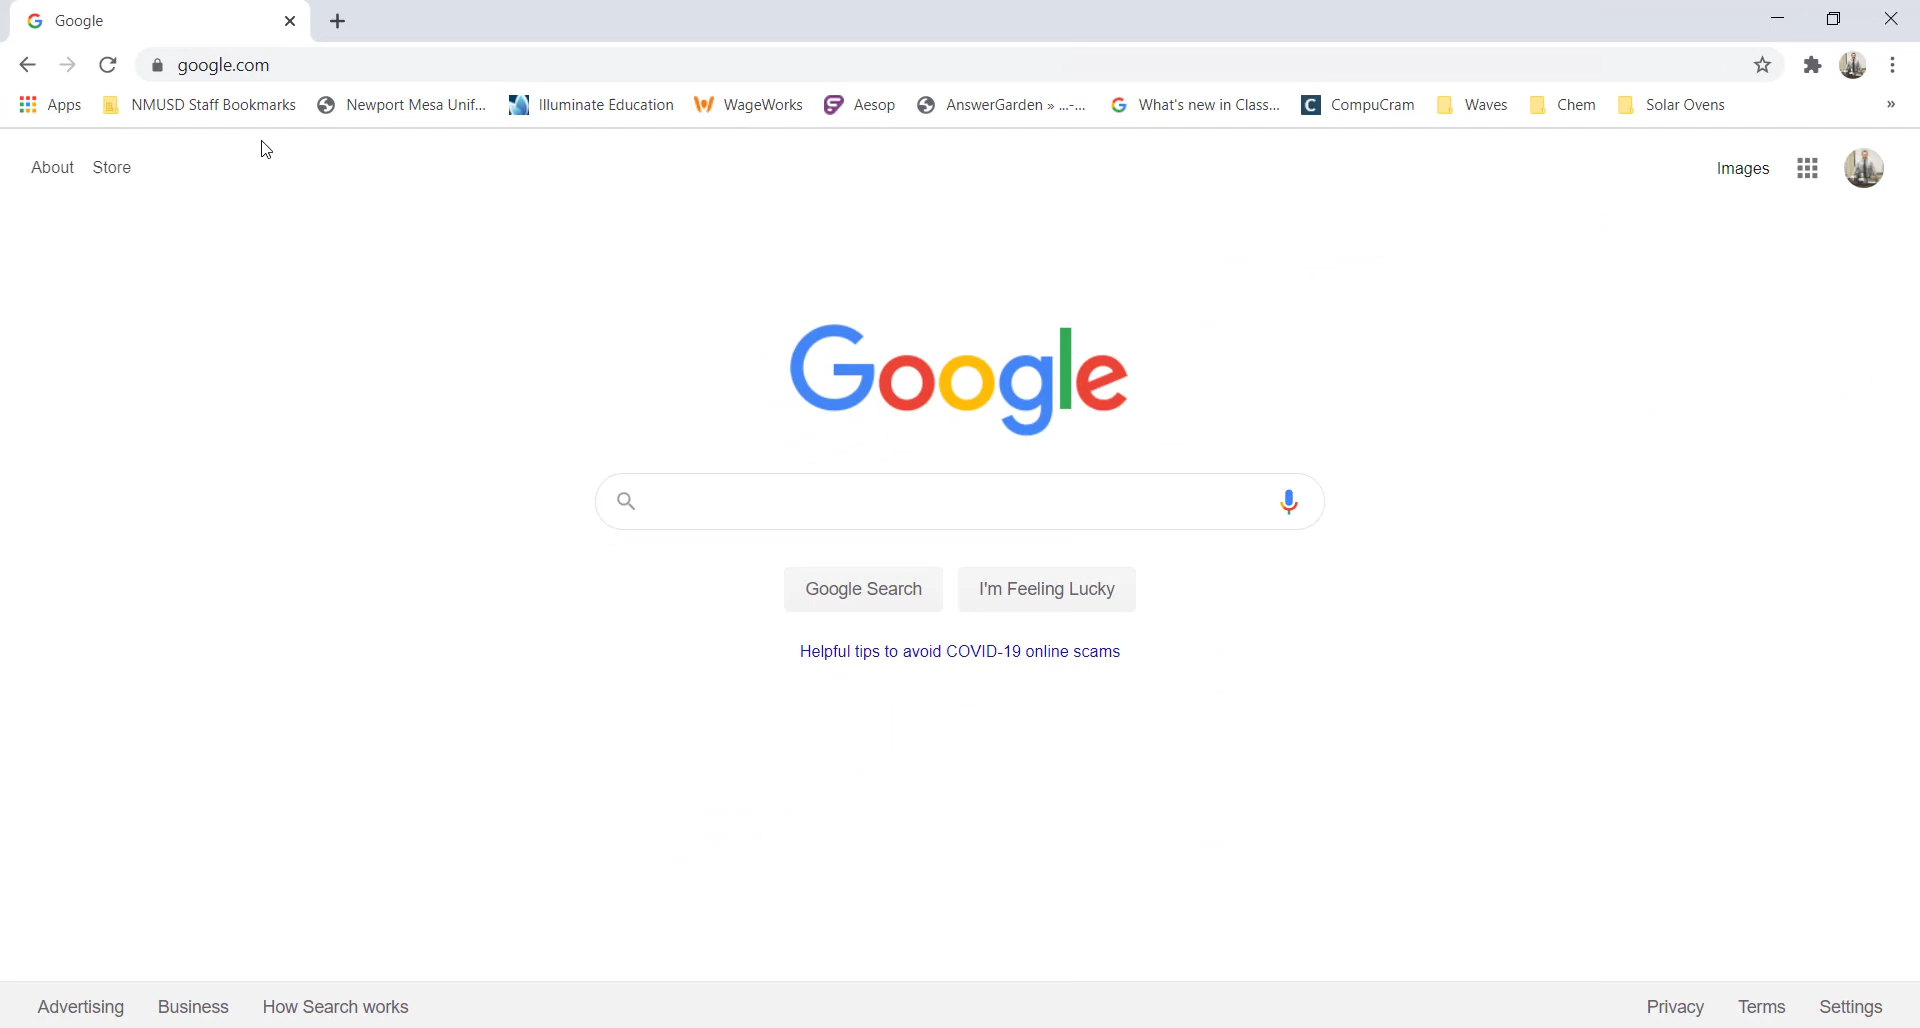 Google
google.com
Apps NMUSD Staff Bookmarks Newport Mesa Unif... Illuminate Education WageWorks Aesop AnswerGarden » ...-... What's new in Class... CompuCram Waves Chem Solar Ovens »
About Store Images
Google
Google Search I'm Feeling Lucky
Helpful tips to avoid COVID-19 online scams
Advertising Business How Search works Privacy Terms Settings